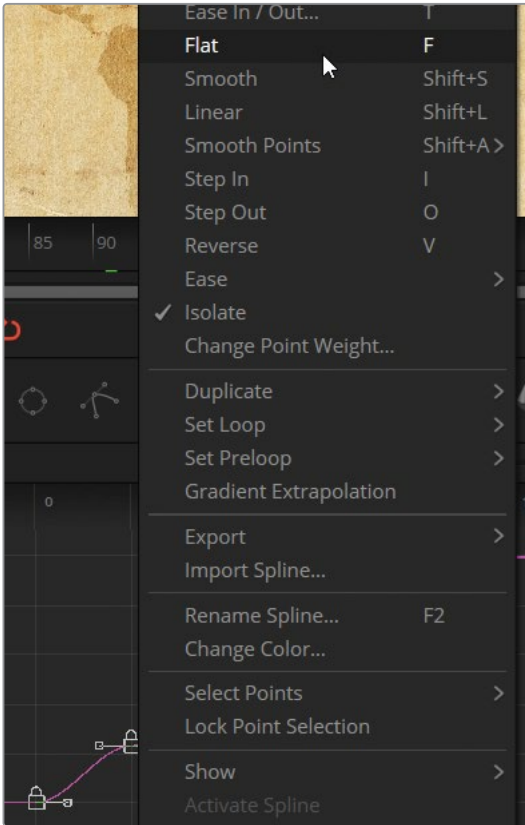 Ease In / Out... T
Flat F
Smooth Shift+S
Linear Shift+L
Smooth Points Shift+A >
Step In I
Step Out O
85 90 Reverse V
Ease >
✓ Isolate
Change Point Weight...
Duplicate >
Set Loop >
Set Preloop >
0 Gradient Extrapolation
Export >
Import Spline...
Rename Spline... F2
Change Color...
Select Points >
Lock Point Selection
Show >
Activate Spline